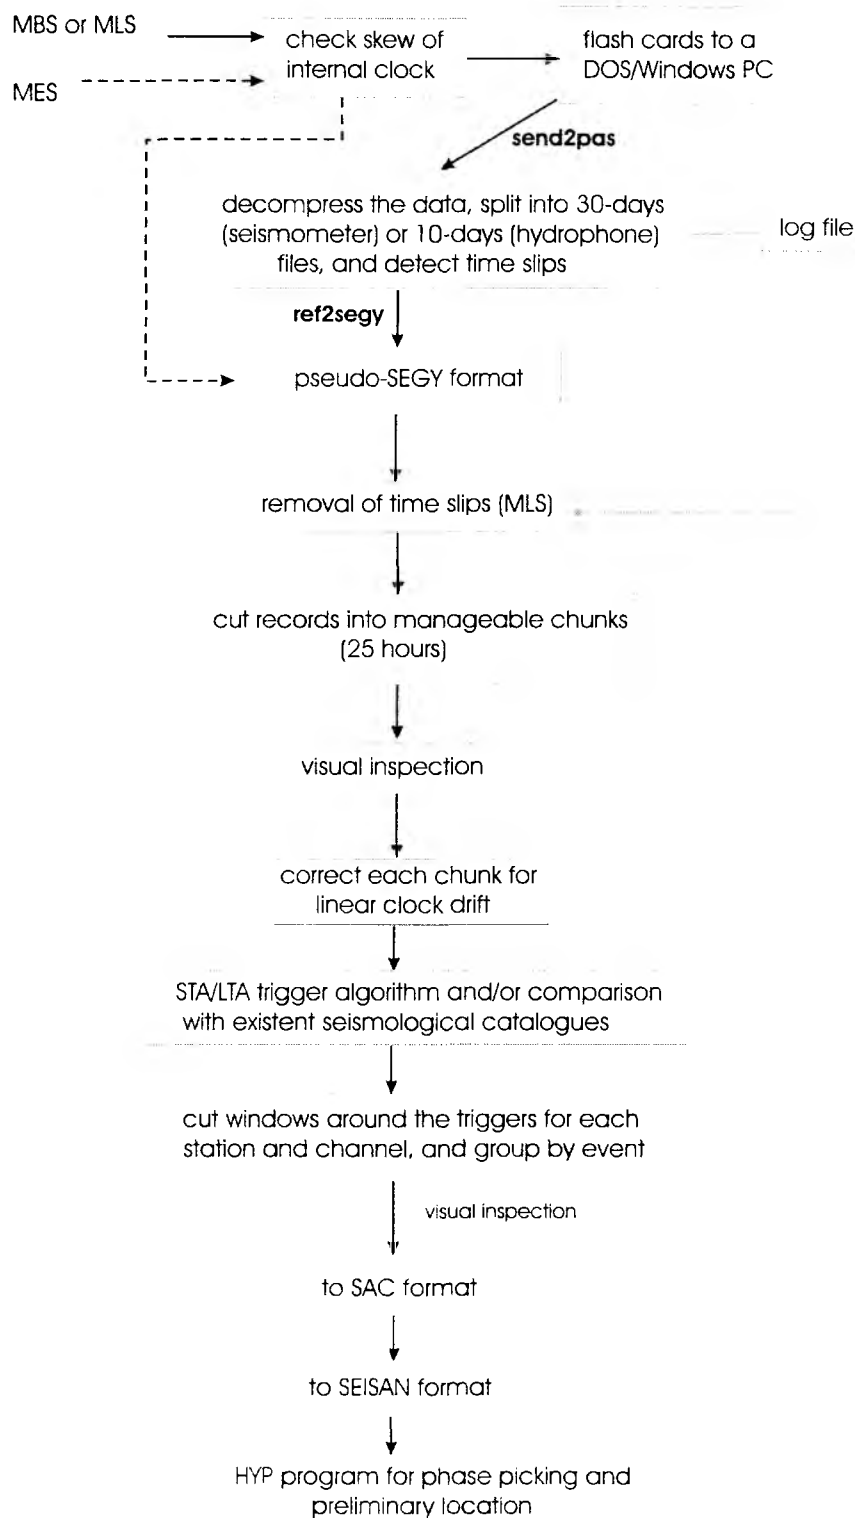 MBS or MLS
MES
check skew of
internal clock
flash cards to a
DOS/Windows PC
send2pas
decompress the data, split into 30-days
(seismometer) or 10-days (hydrophone)
files, and detect time slips
log file
ref2segy
pseudo-SEGY format
removal of time slips (MLS)
cut records into manageable chunks
(25 hours)
visual inspection
correct each chunk for
linear clock drift
STA/LTA trigger algorithm and/or comparison
with existent seismological catalogues
cut windows around the triggers for each
station and channel, and group by event
visual inspection
to SAC format
to SEISAN format
HYP program for phase picking and
preliminary location